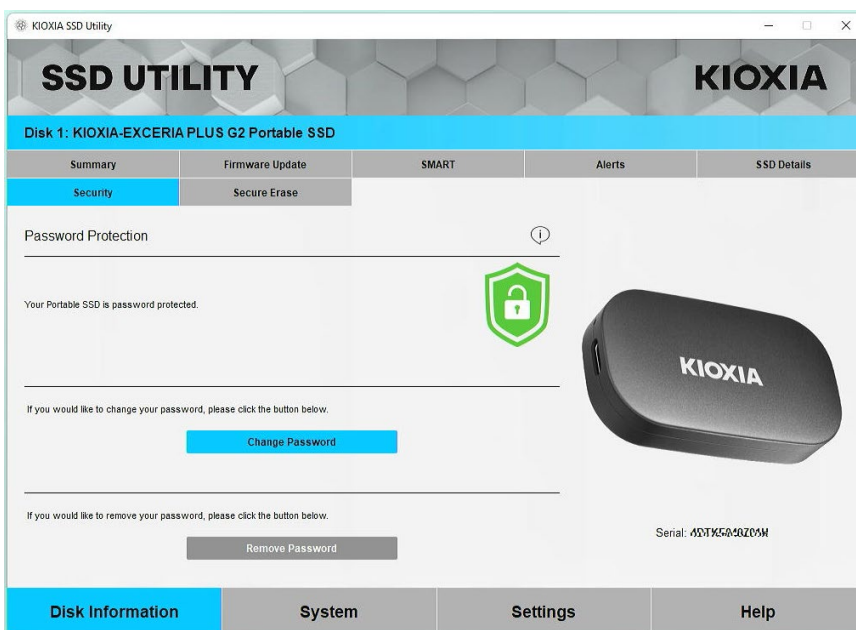 KIOXIA SSD Utility
SSD UTILITY
KIOXIA
Disk 1: KIOXIA-EXCERIA PLUS G2 Portable SSD
Summary
Firmware Update
SMART
Alerts
SSD Details
Security
Secure Erase
Password Protection
Your Portable SSD is password protected.
KIOXIA
If you would like to change your password, please click the button below.
Change Password
If you would like to remove your password, please click the button below.
Serial:
Remove Password
Disk Information
System
Settings
Help